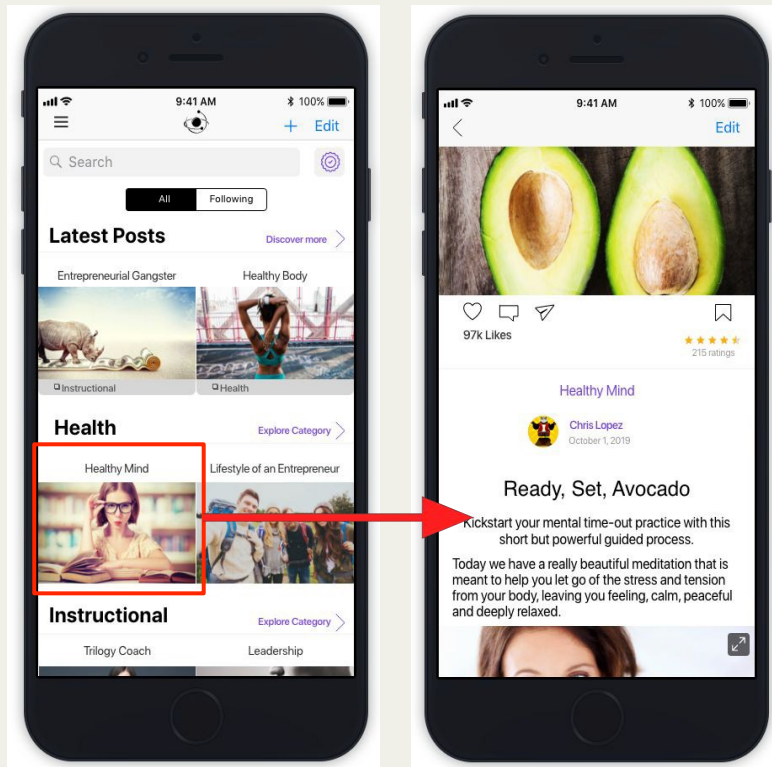 9:41 AM
100%
+ Edit
Search
All Following
Latest Posts
Discover more
Entrepreneurial Gangster
Healthy Body
Instructional
Health
Health
Explore Category
Healthy Mind
Lifestyle of an Entrepreneur
Instructional
Explore Category
Trilogy Coach
Leadership
9:41 AM
100%
Edit
97k Likes
215 ratings
Healthy Mind
Chris Lopez
October 1, 2019
Ready, Set, Avocado
Kickstart your mental time-out practice with this
short but powerful guided process.
Today we have a really beautiful meditation that is
meant to help you let go of the stress and tension
from your body, leaving you feeling, calm, peaceful
and deeply relaxed.